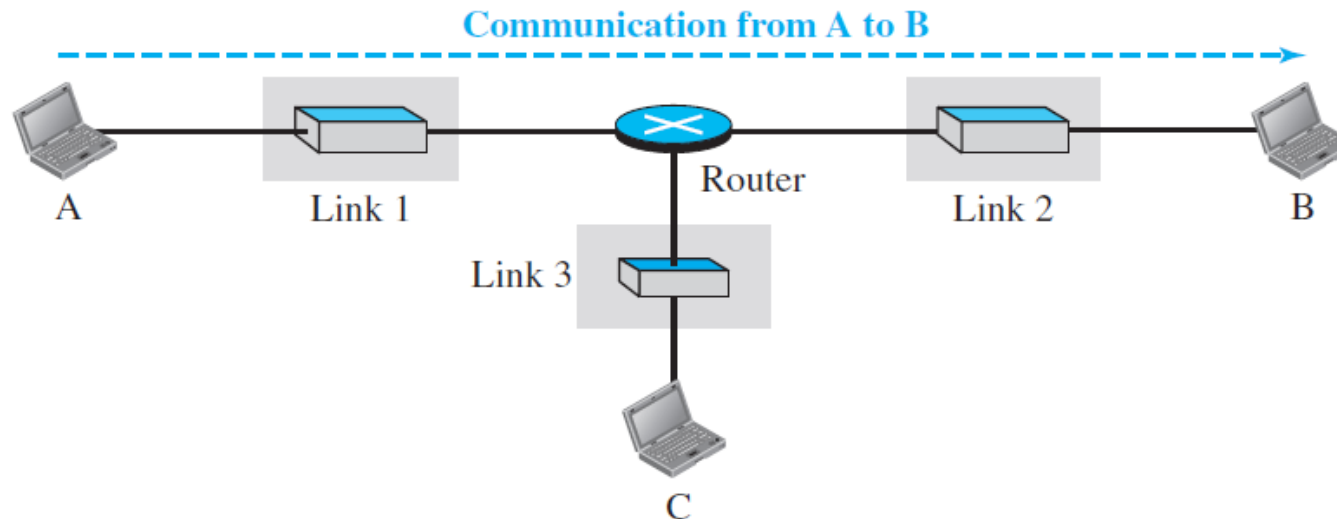 Communication from A to B
A
Link 1
Router
Link 2
B
Link 3
C